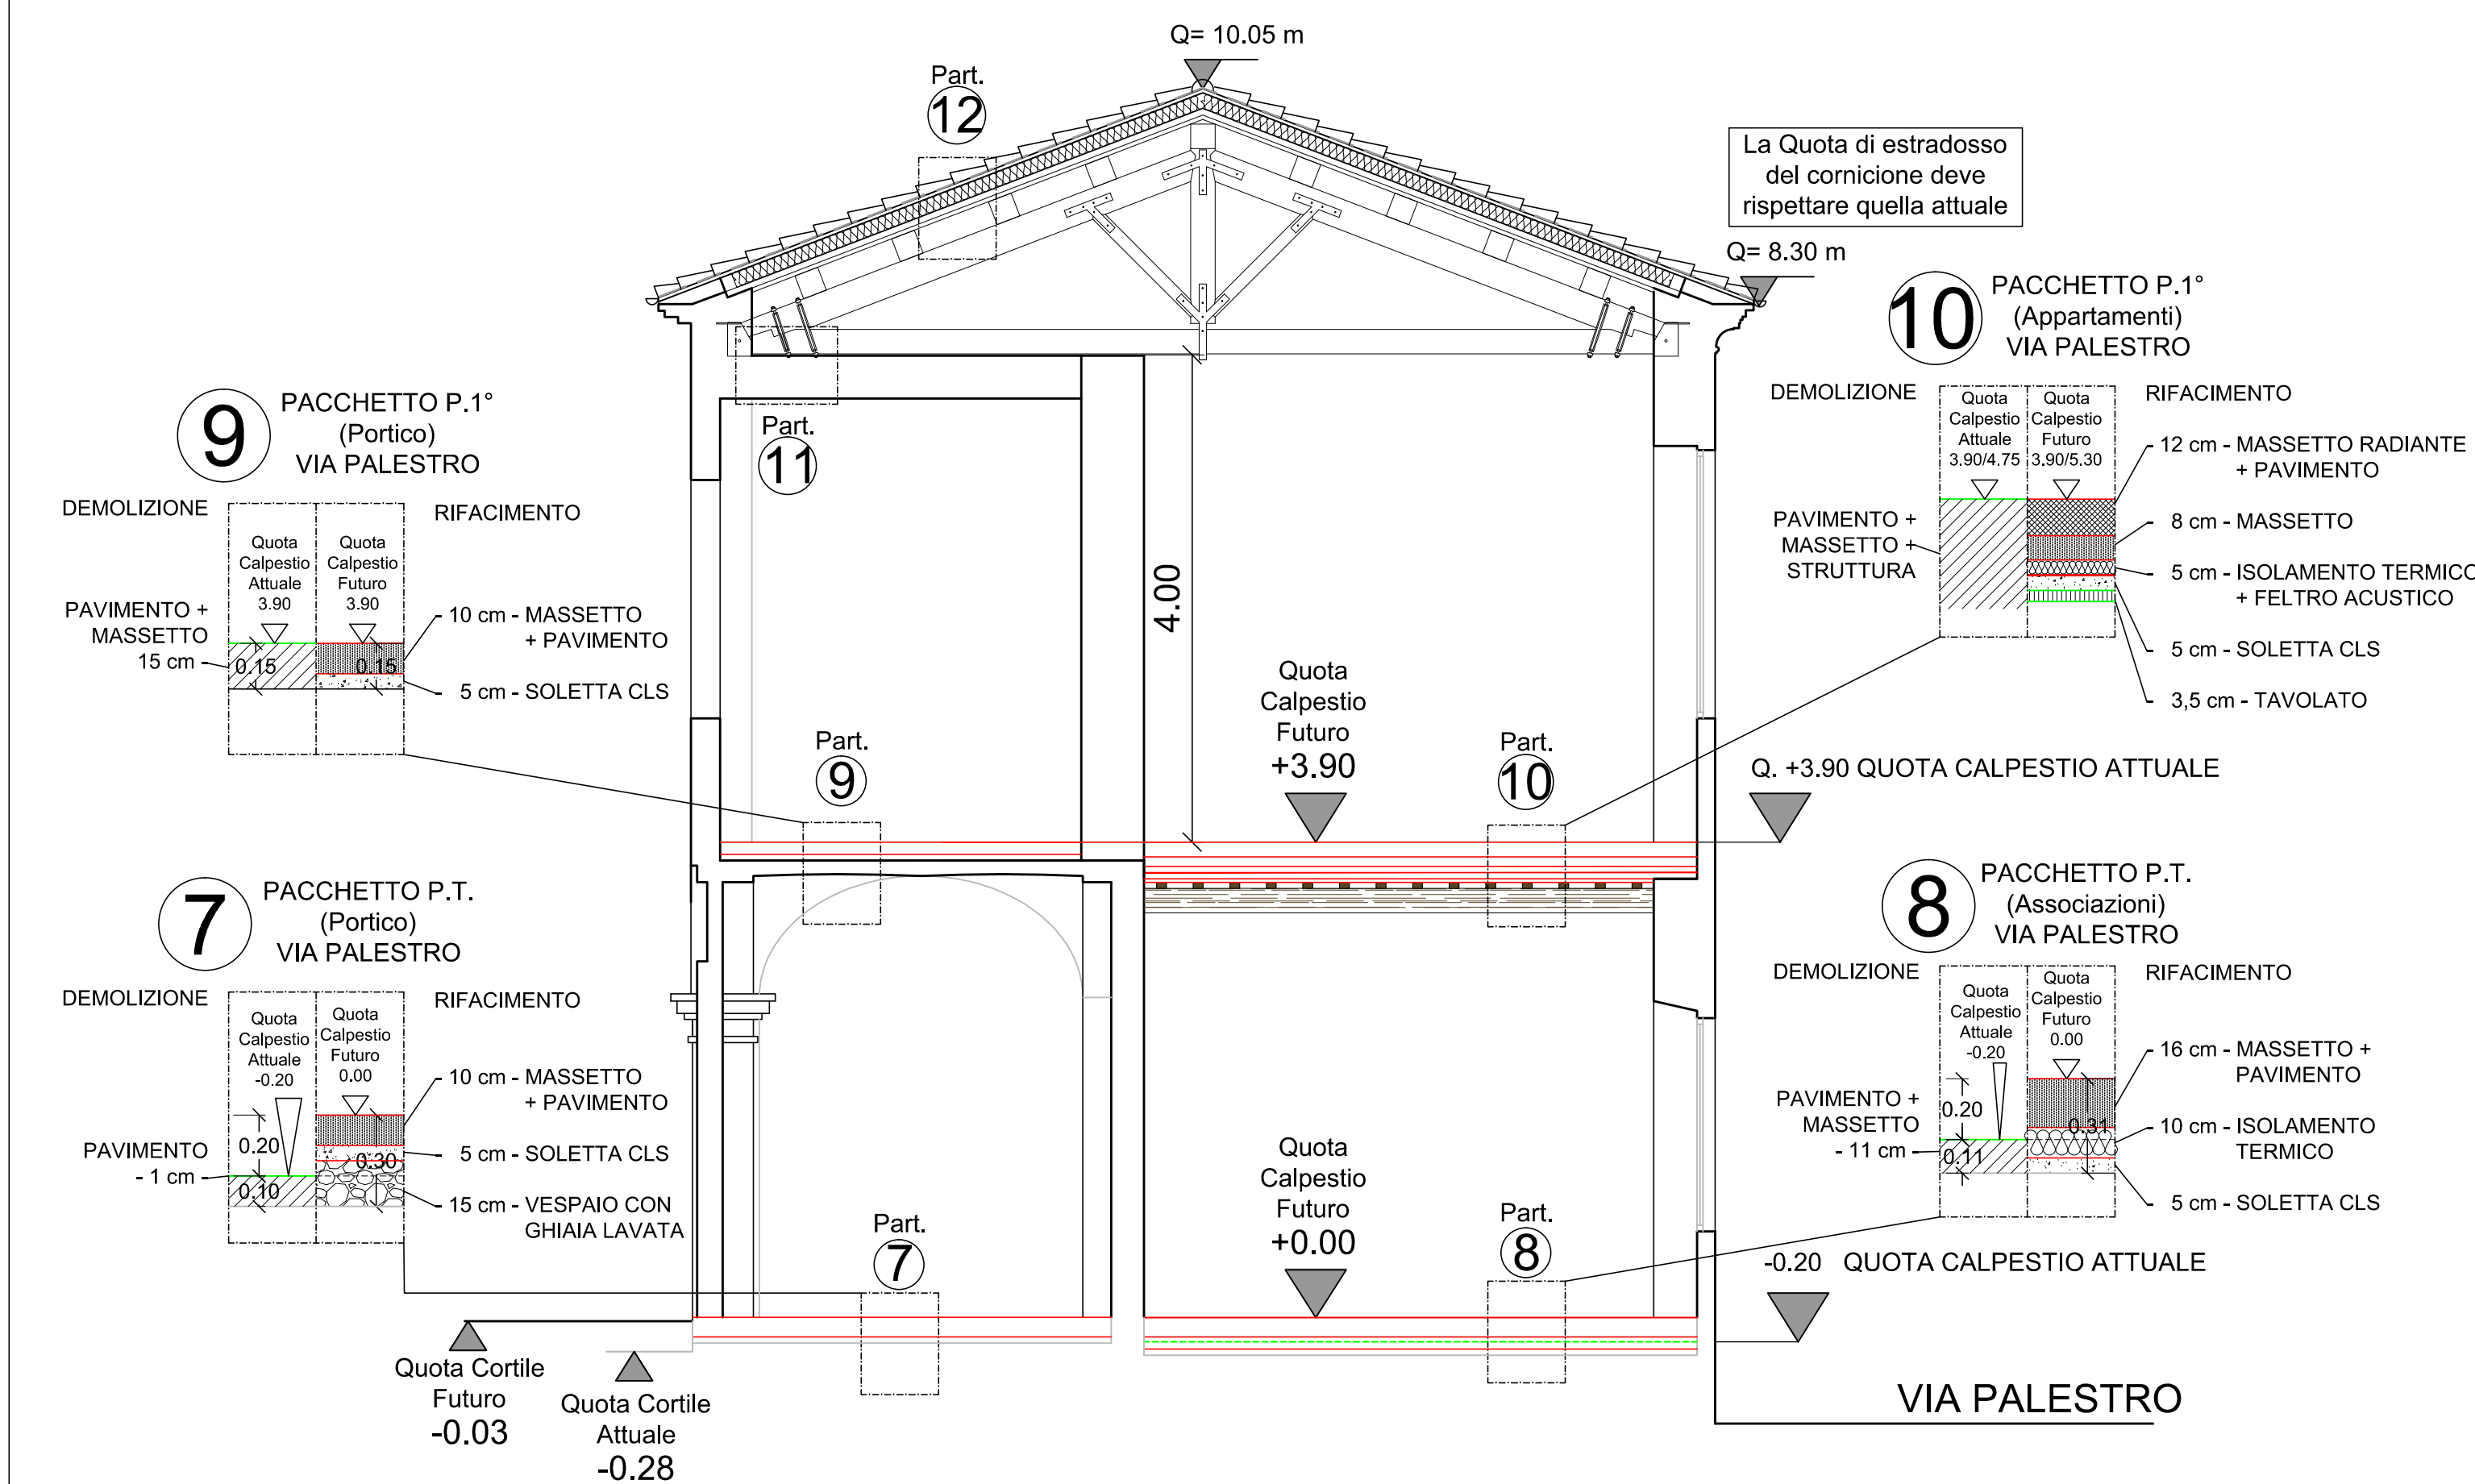 Q= 10.05 m
Part.
12
La Quota di estradosso
del cornicione deve
rispettare quella attuale
Q= 8.30 m
10
PACCHETTO P.1°
(Appartamenti)
VIA PALESTRO
DEMOLIZIONE
Quota
Calpestio
Attuale
3.90/4.75
Quota
Calpestio
Futuro
3.90/5.30
RIFACIMENTO
- 12 cm - MASSETTO RADIANTE
+ PAVIMENTO
PAVIMENTO +
MASSETTO +
STRUTTURA
- 8 cm - MASSETTO
- 5 cm - ISOLAMENTO TERMICO
+ FELTRO ACUSTICO
- 5 cm - SOLETTA CLS
- 3,5 cm - TAVOLATO
9
PACCHETTO P.1°
(Portico)
VIA PALESTRO
DEMOLIZIONE
Quota
Calpestio
Attuale
3.90
Quota
Calpestio
Futuro
3.90
RIFACIMENTO
PAVIMENTO +
MASSETTO
15 cm -
0.15
0.15
- 10 cm - MASSETTO
+ PAVIMENTO
- 5 cm - SOLETTA CLS
Part.
11
4.00
Part.
9
Quota
Calpestio
Futuro
+3.90
Part.
10
Q. +3.90 QUOTA CALPESTIO ATTUALE
7
PACCHETTO P.T.
(Portico)
VIA PALESTRO
DEMOLIZIONE
Quota
Calpestio
Attuale
-0.20
Quota
Calpestio
Futuro
0.00
RIFACIMENTO
PAVIMENTO
- 1 cm -
0.20
0.10
0.30
- 10 cm - MASSETTO
+ PAVIMENTO
- 5 cm - SOLETTA CLS
- 15 cm - VESPAIO CON
GHIAIA LAVATA
8
PACCHETTO P.T.
(Associazioni)
VIA PALESTRO
DEMOLIZIONE
Quota
Calpestio
Attuale
-0.20
Quota
Calpestio
Futuro
0.00
RIFACIMENTO
PAVIMENTO +
MASSETTO
- 11 cm -
0.20
0.11
0.31
- 16 cm - MASSETTO +
PAVIMENTO
- 10 cm - ISOLAMENTO
TERMICO
- 5 cm - SOLETTA CLS
Part.
7
Quota
Calpestio
Futuro
+0.00
Part.
8
-0.20 QUOTA CALPESTIO ATTUALE
Quota Cortile
Futuro
-0.03
Quota Cortile
Attuale
-0.28
VIA PALESTRO